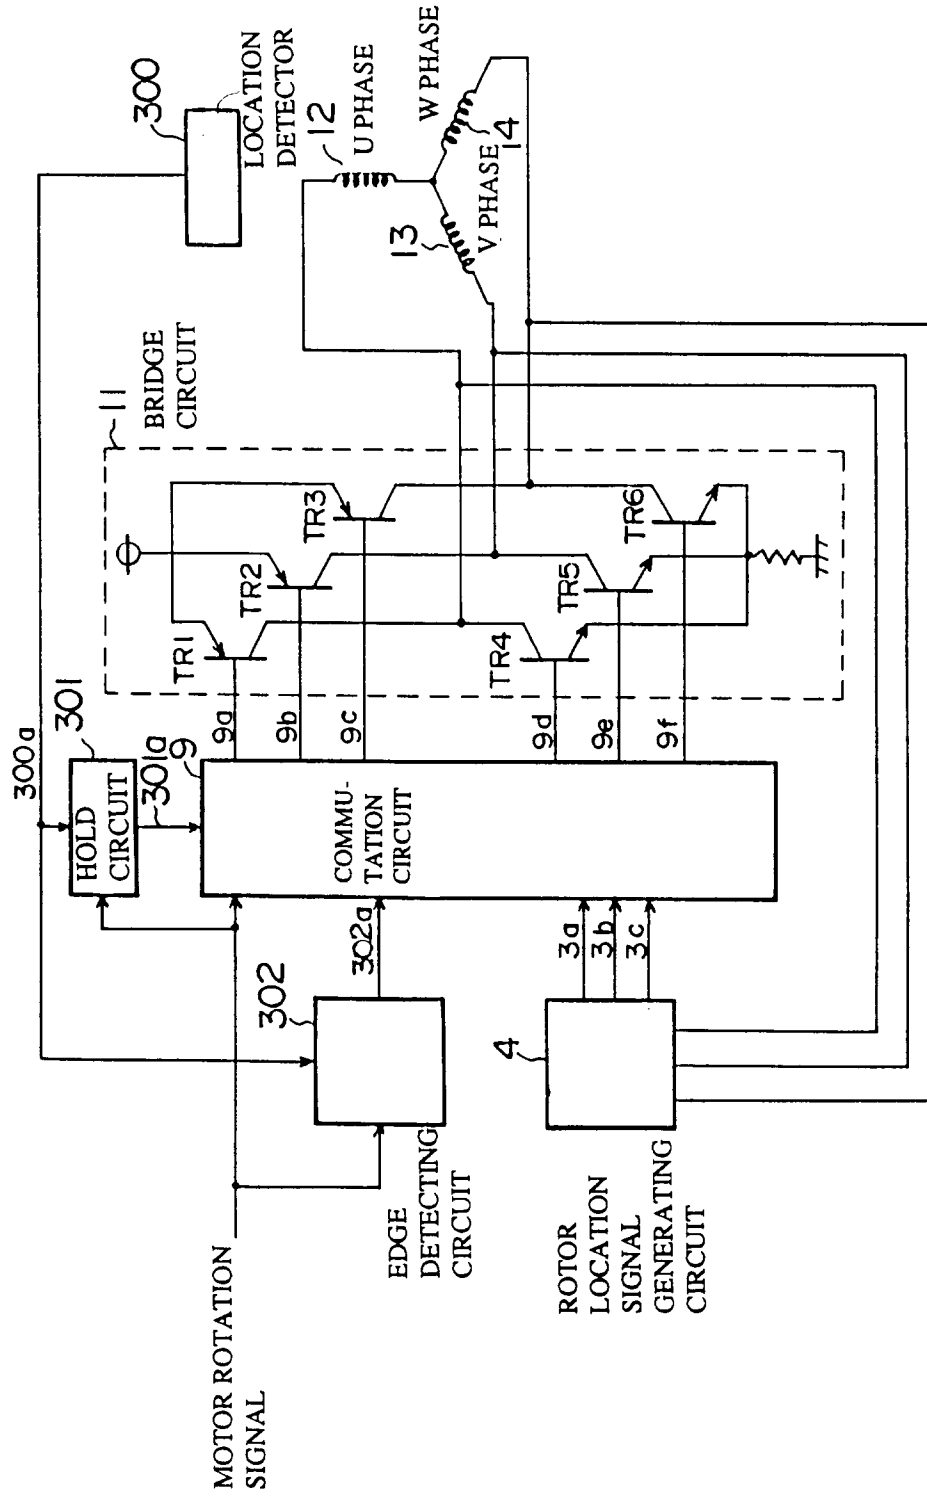 300
LOCATION
DETECTOR
300a
301
HOLD
CIRCUIT
301a
9
COMMU-
TATION
CIRCUIT
302
302a
EDGE
DETECTING
CIRCUIT
MOTOR ROTATION
SIGNAL
4
ROTOR
LOCATION
SIGNAL
GENERATING
CIRCUIT
3a
3b
3c
9a
9b
9c
9d
9e
9f
11
BRIDGE
CIRCUIT
TR1
TR2
TR3
TR4
TR5
TR6
12
U PHASE
13
V PHASE
14
W PHASE